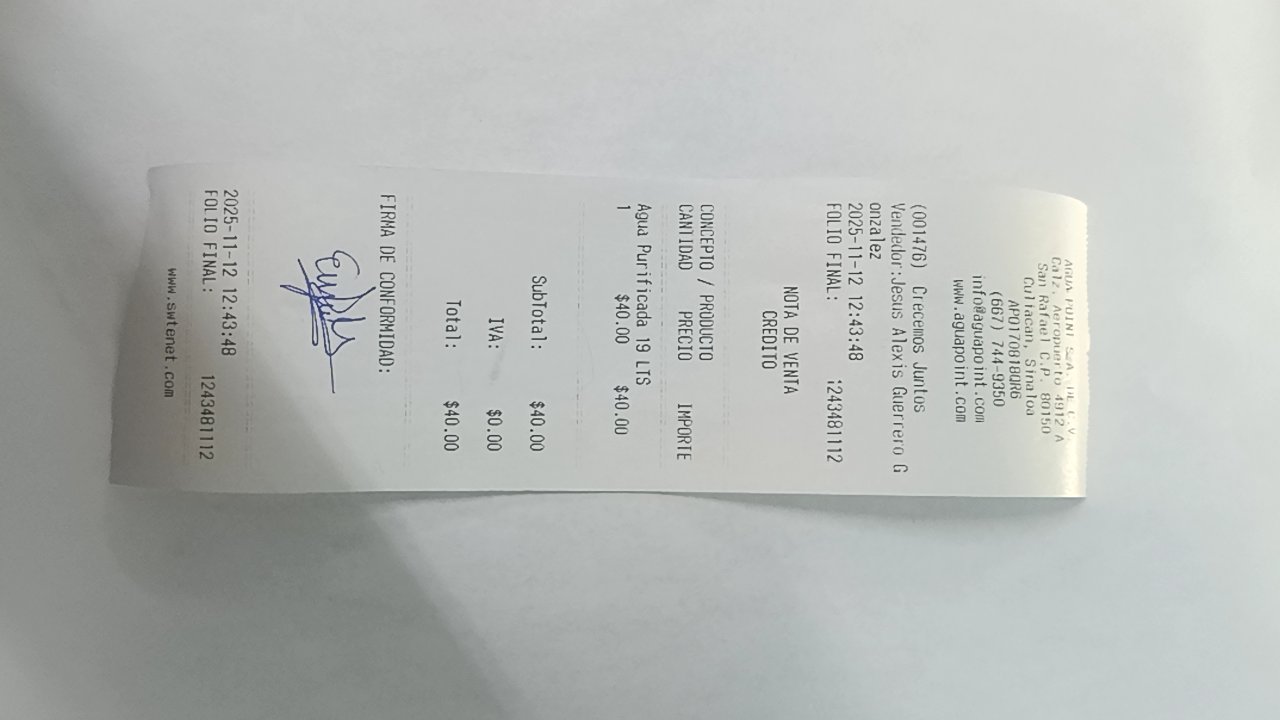 AGUA POINT S.A. DE C.V.
Calz. Aeropuerto 4912 A
San Rafael C.P. 80150
Culiacan, Sinaloa
APO170818QR6
(667) 744-9350
info@aguapoint.com
www.aguapoint.com
(001476) Crecemos Juntos
Vendedor:Jesus Alexis Guerrero G
onzalez
2025-11-12 12:43:48
FOLIO FINAL: :1243481112
NOTA DE VENTA
CREDITO
CONCEPTO / PRODUCTO
CANTIDAD PRECIO IMPORTE
Agua Purificada 19 LTS
1 $40.00 $40.00
SubTotal: $40.00
IVA: $0.00
Total: $40.00
FIRMA DE CONFORMIDAD:
2025-11-12 12:43:48
FOLIO FINAL: 1243481112
www.swtenet.com